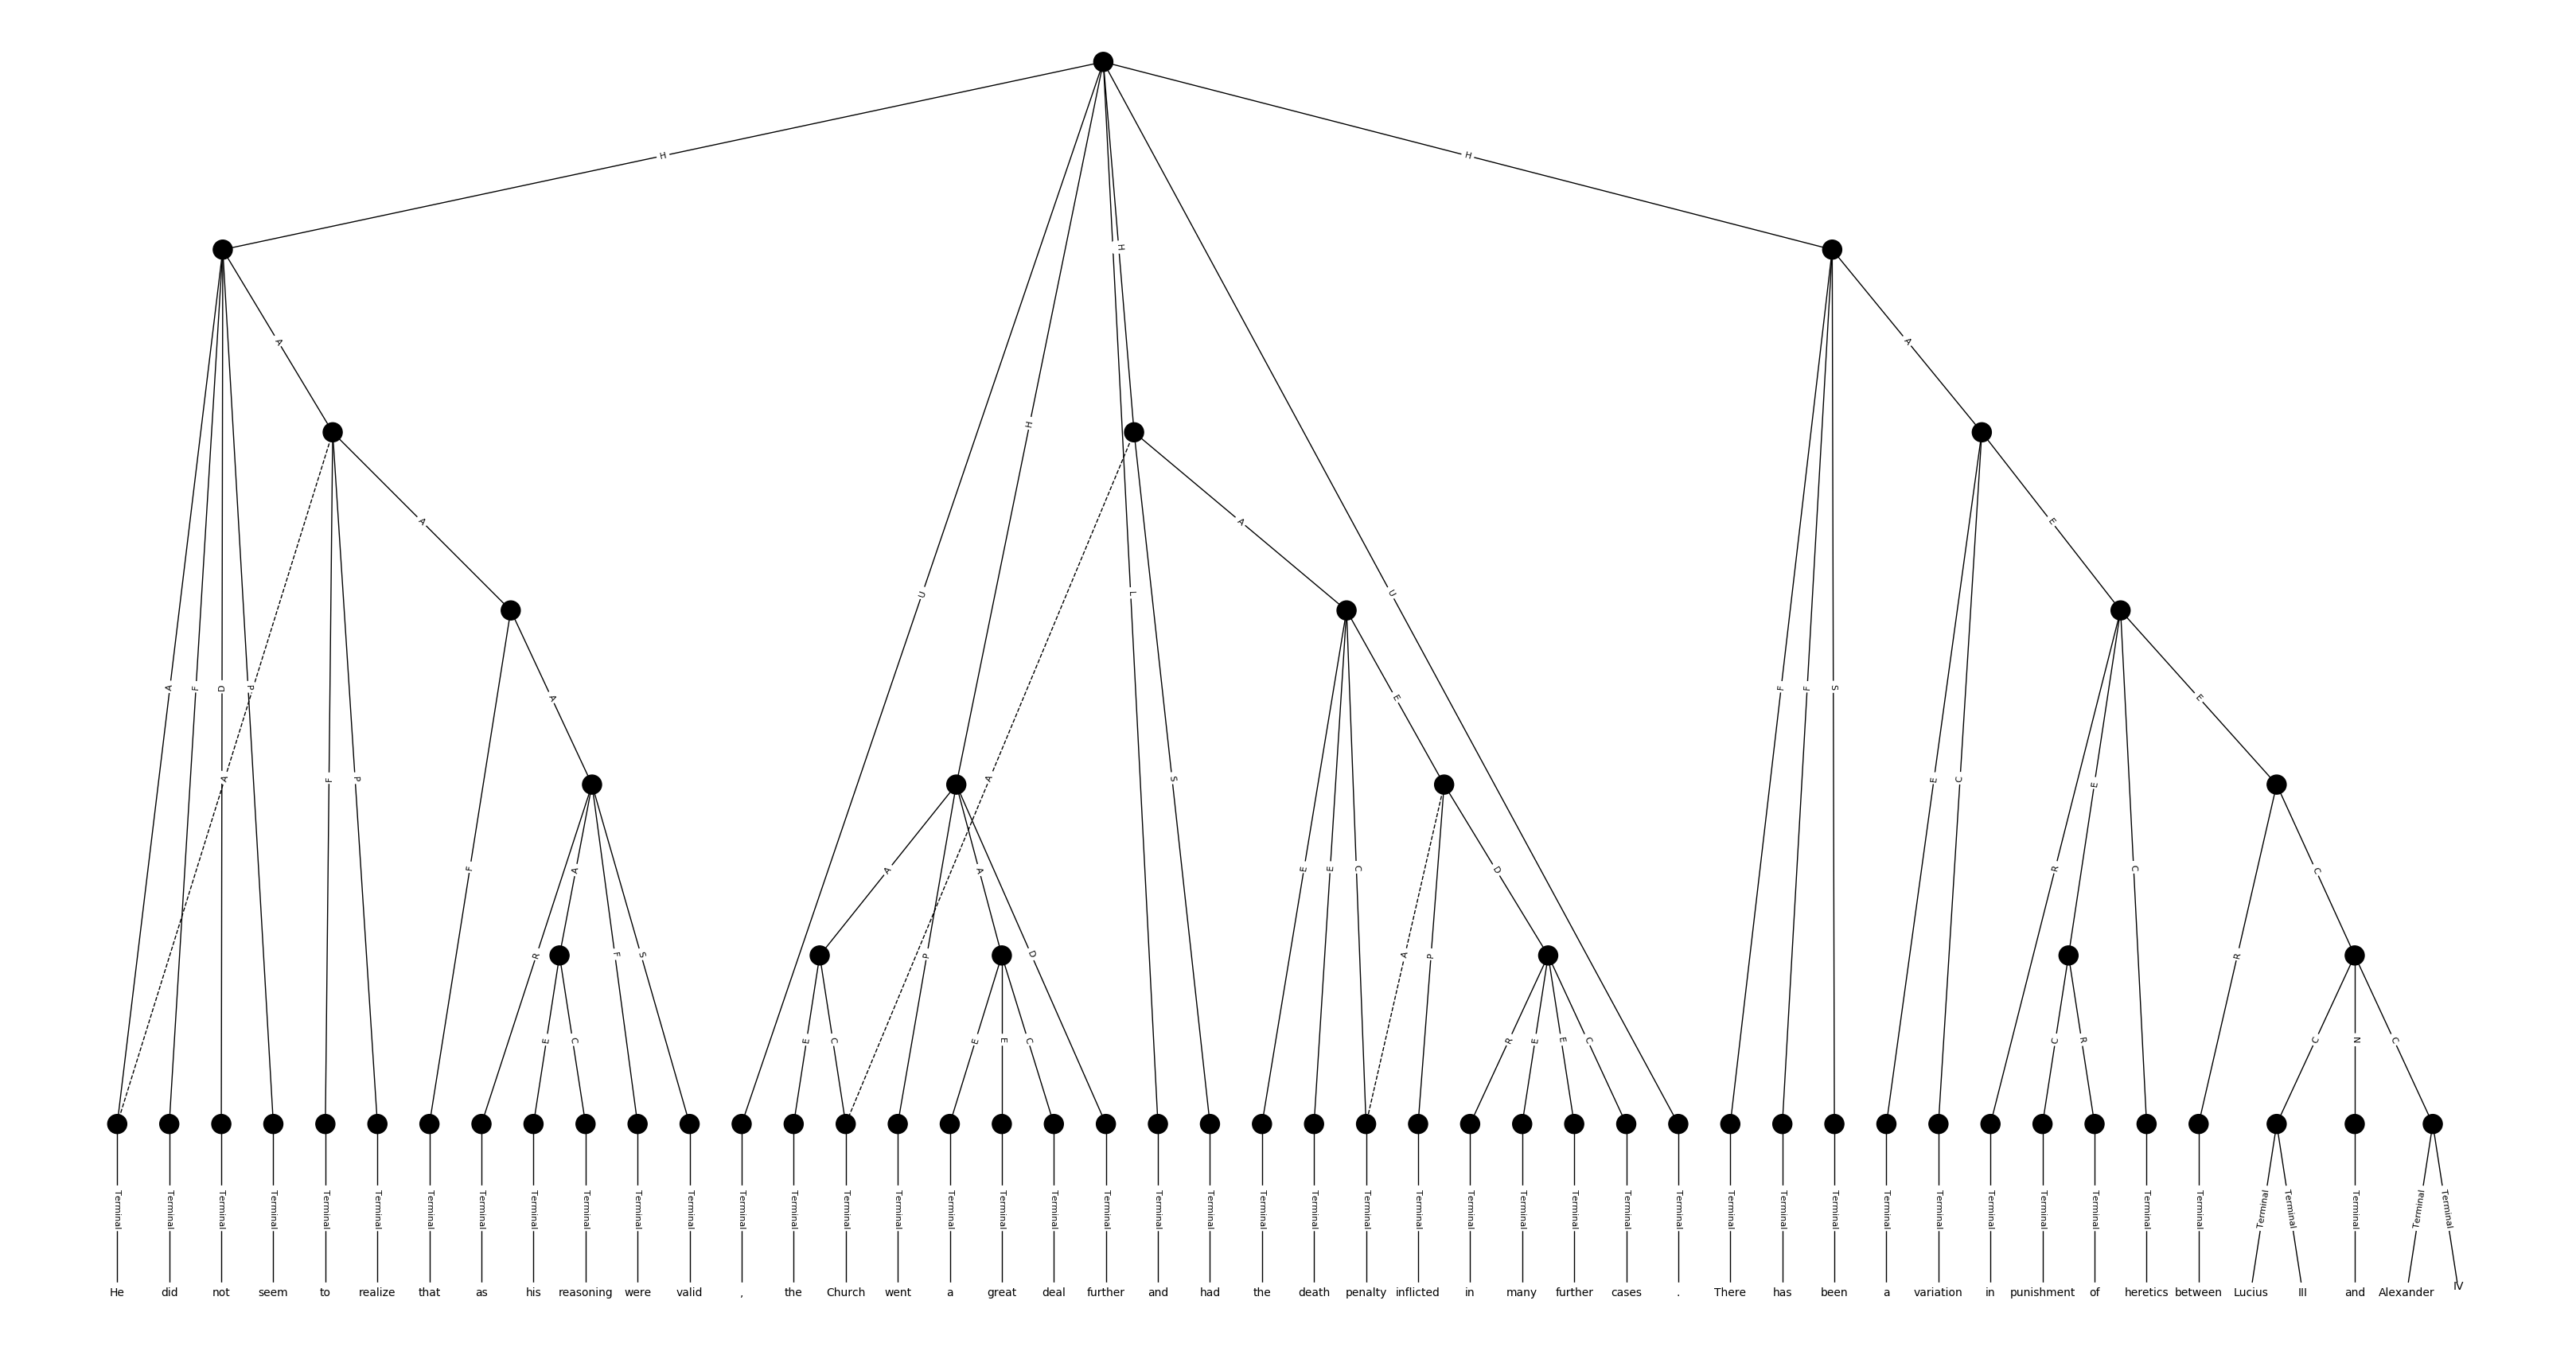 H H
H
A A
H
A A E
U L U
A F D P F F S E E
A F P A S E C
F A A P A E E C D R E C E C
R A F S P D A P R
E C E C E E C R E E C C R C N C
Terminal Terminal Terminal Terminal Terminal Terminal Terminal Terminal Terminal Terminal Terminal Terminal Terminal Terminal Terminal Terminal Terminal Terminal Terminal Terminal Terminal Terminal Terminal Terminal Terminal Terminal Terminal Terminal Terminal Terminal Terminal Terminal Terminal Terminal Terminal Terminal Terminal Terminal Terminal Terminal Terminal Terminal Terminal Terminal Terminal Terminal
He did not seem to realize that as his reasoning were valid , the Church went a great deal further and had the death penalty inflicted in many further cases . There has been a variation in punishment of heretics between Lucius III and Alexander IV